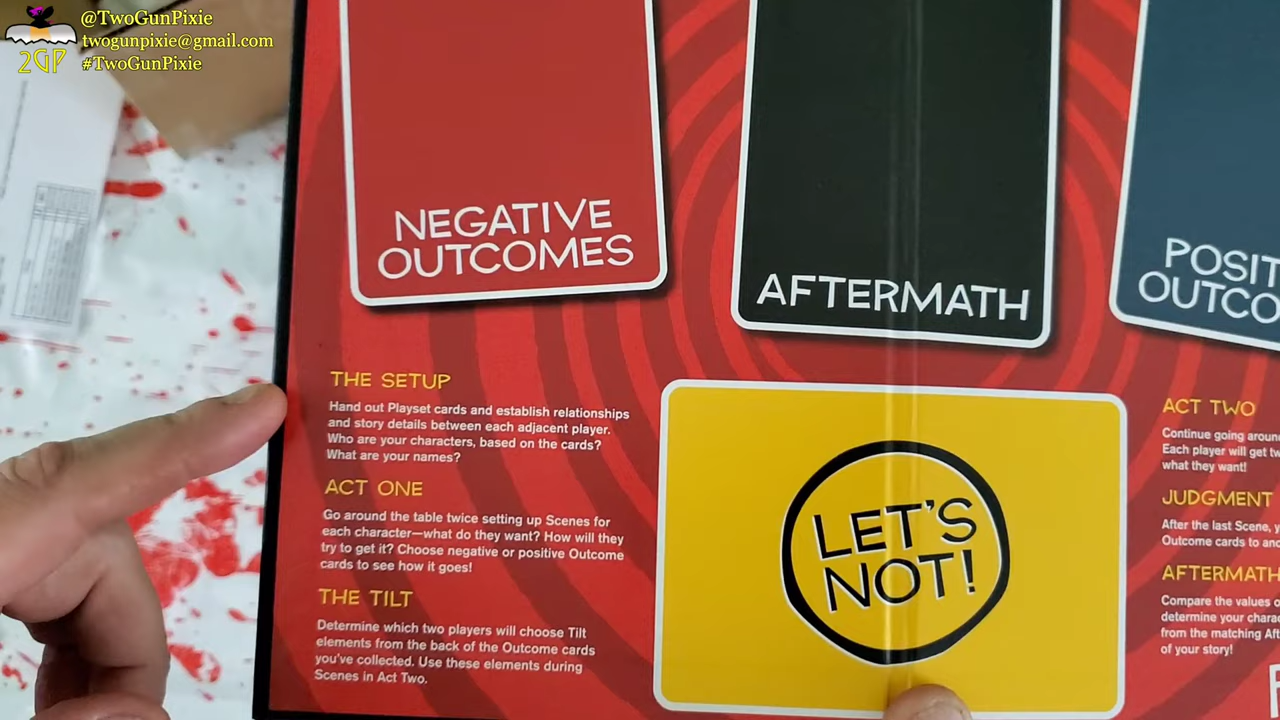 @TwoGunPixie
twogunpixie@gmail.com
#TwoGunPixie
2GP
NEGATIVE
OUTCOMES
AFTERMATH
THE SETUP
Hand out Playset cards and establish relationships
and story details between each adjacent player.
Who are your characters, based on the cards?
What are your names?
ACT ONE
Go around the table twice setting up Scenes for
each character—what do they want? How will they
try to get it? Choose negative or positive Outcome
cards to see how it goes!
THE TILT
Determine which two players will choose Tilt
elements from the back of the Outcome cards
you've collected. Use these elements during
Scenes in Act Two.
LET'S
NOT!
ACT TWO
Continue going
Each player will get
what they want!
JUDGMENT
After the last Scene,
Outcome cards to
AFTERMATH
Compare the values
determine your
from the matching
of your story!